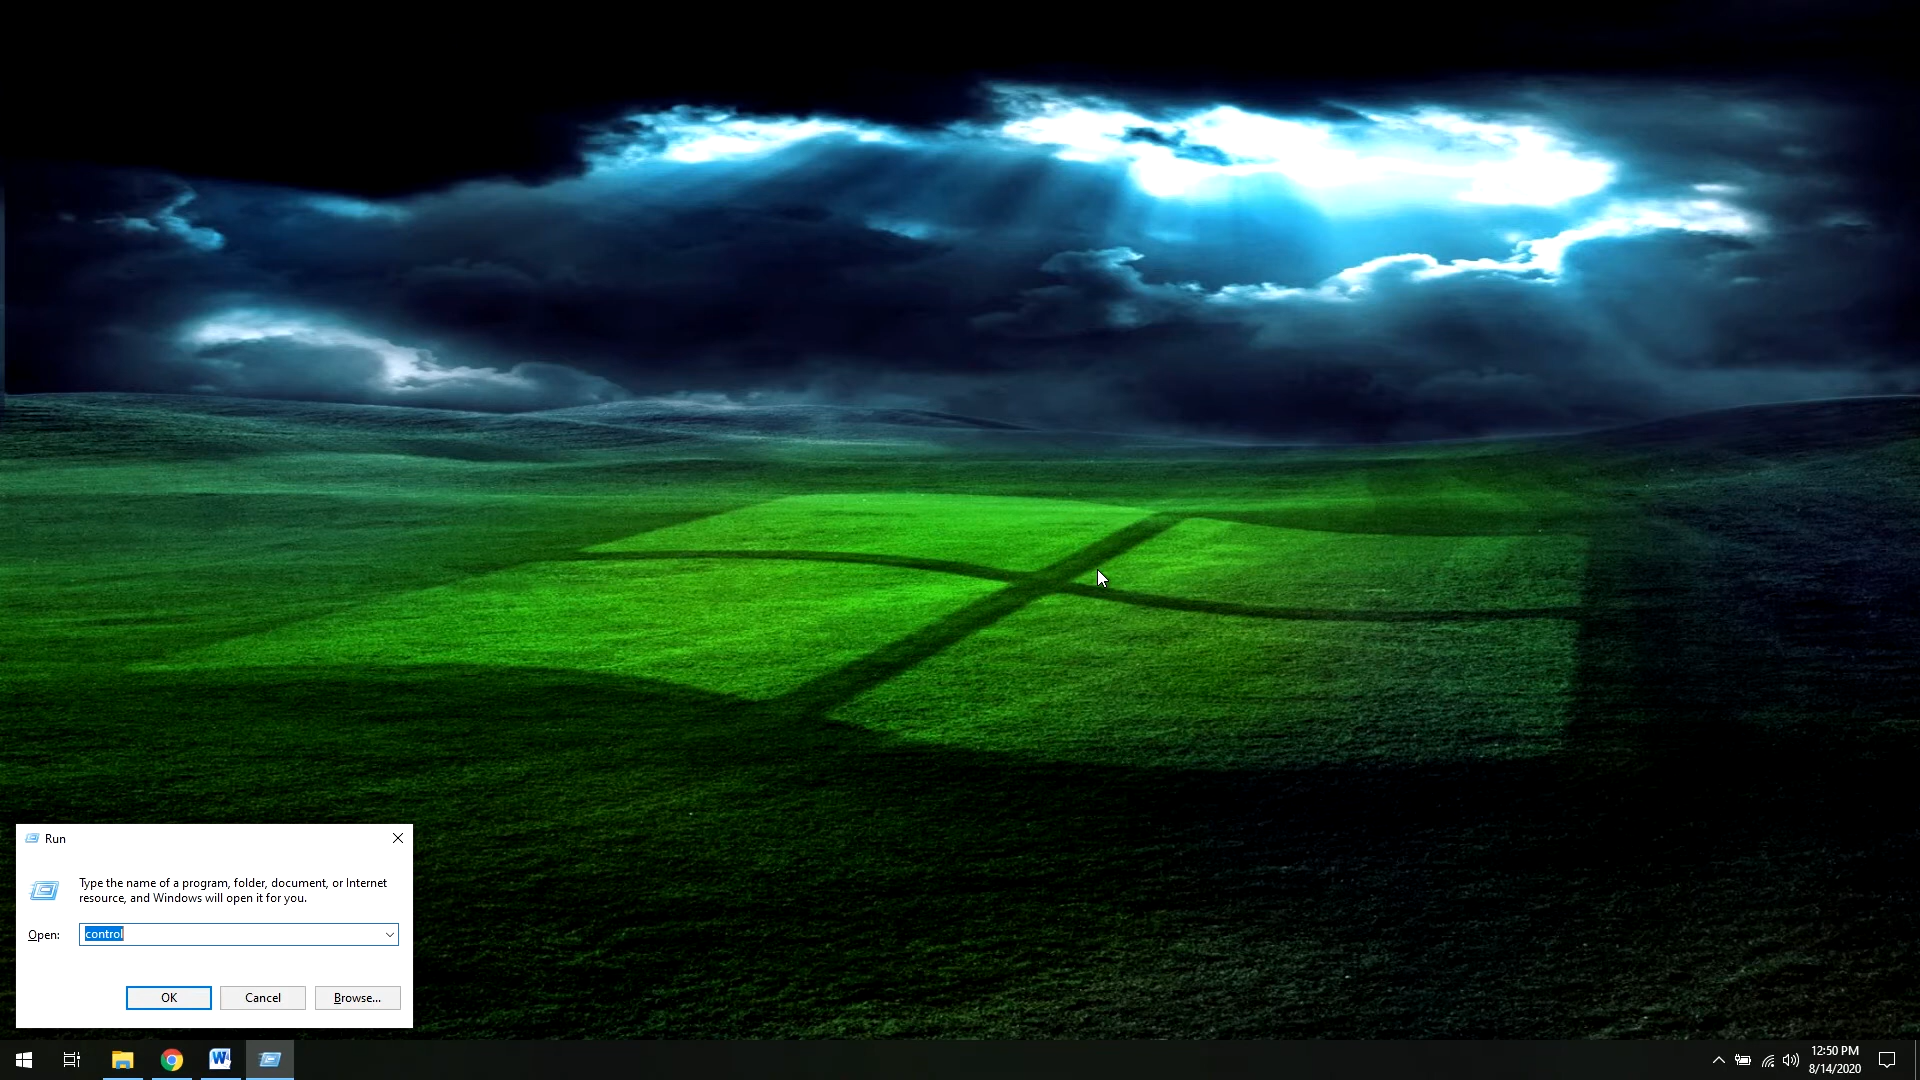 Run
Type the name of a program, folder, document, or Internet
resource, and Windows will open it for you.
Open: control
OK Cancel Browse...
12:50 PM
8/14/2020